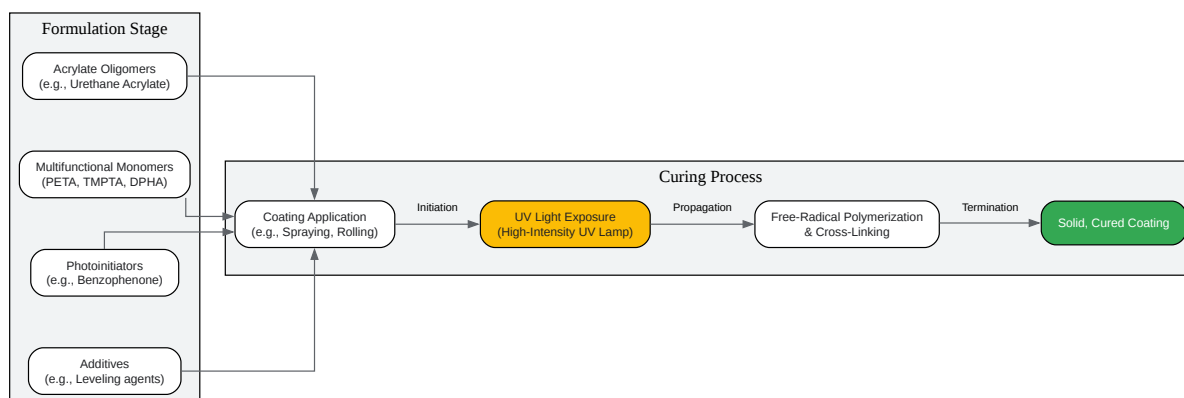 Formulation Stage
Acrylate Oligomers
(e.g., Urethane Acrylate)
Multifunctional Monomers
(PETA, TMPTA, DPHA)
Photoinitiators
(e.g., Benzophenone)
Additives
(e.g., Leveling agents)
Curing Process
Coating Application
(e.g., Spraying, Rolling)
Initiation
UV Light Exposure
(High-Intensity UV Lamp)
Propagation
Free-Radical Polymerization
& Cross-Linking
Termination
Solid, Cured Coating